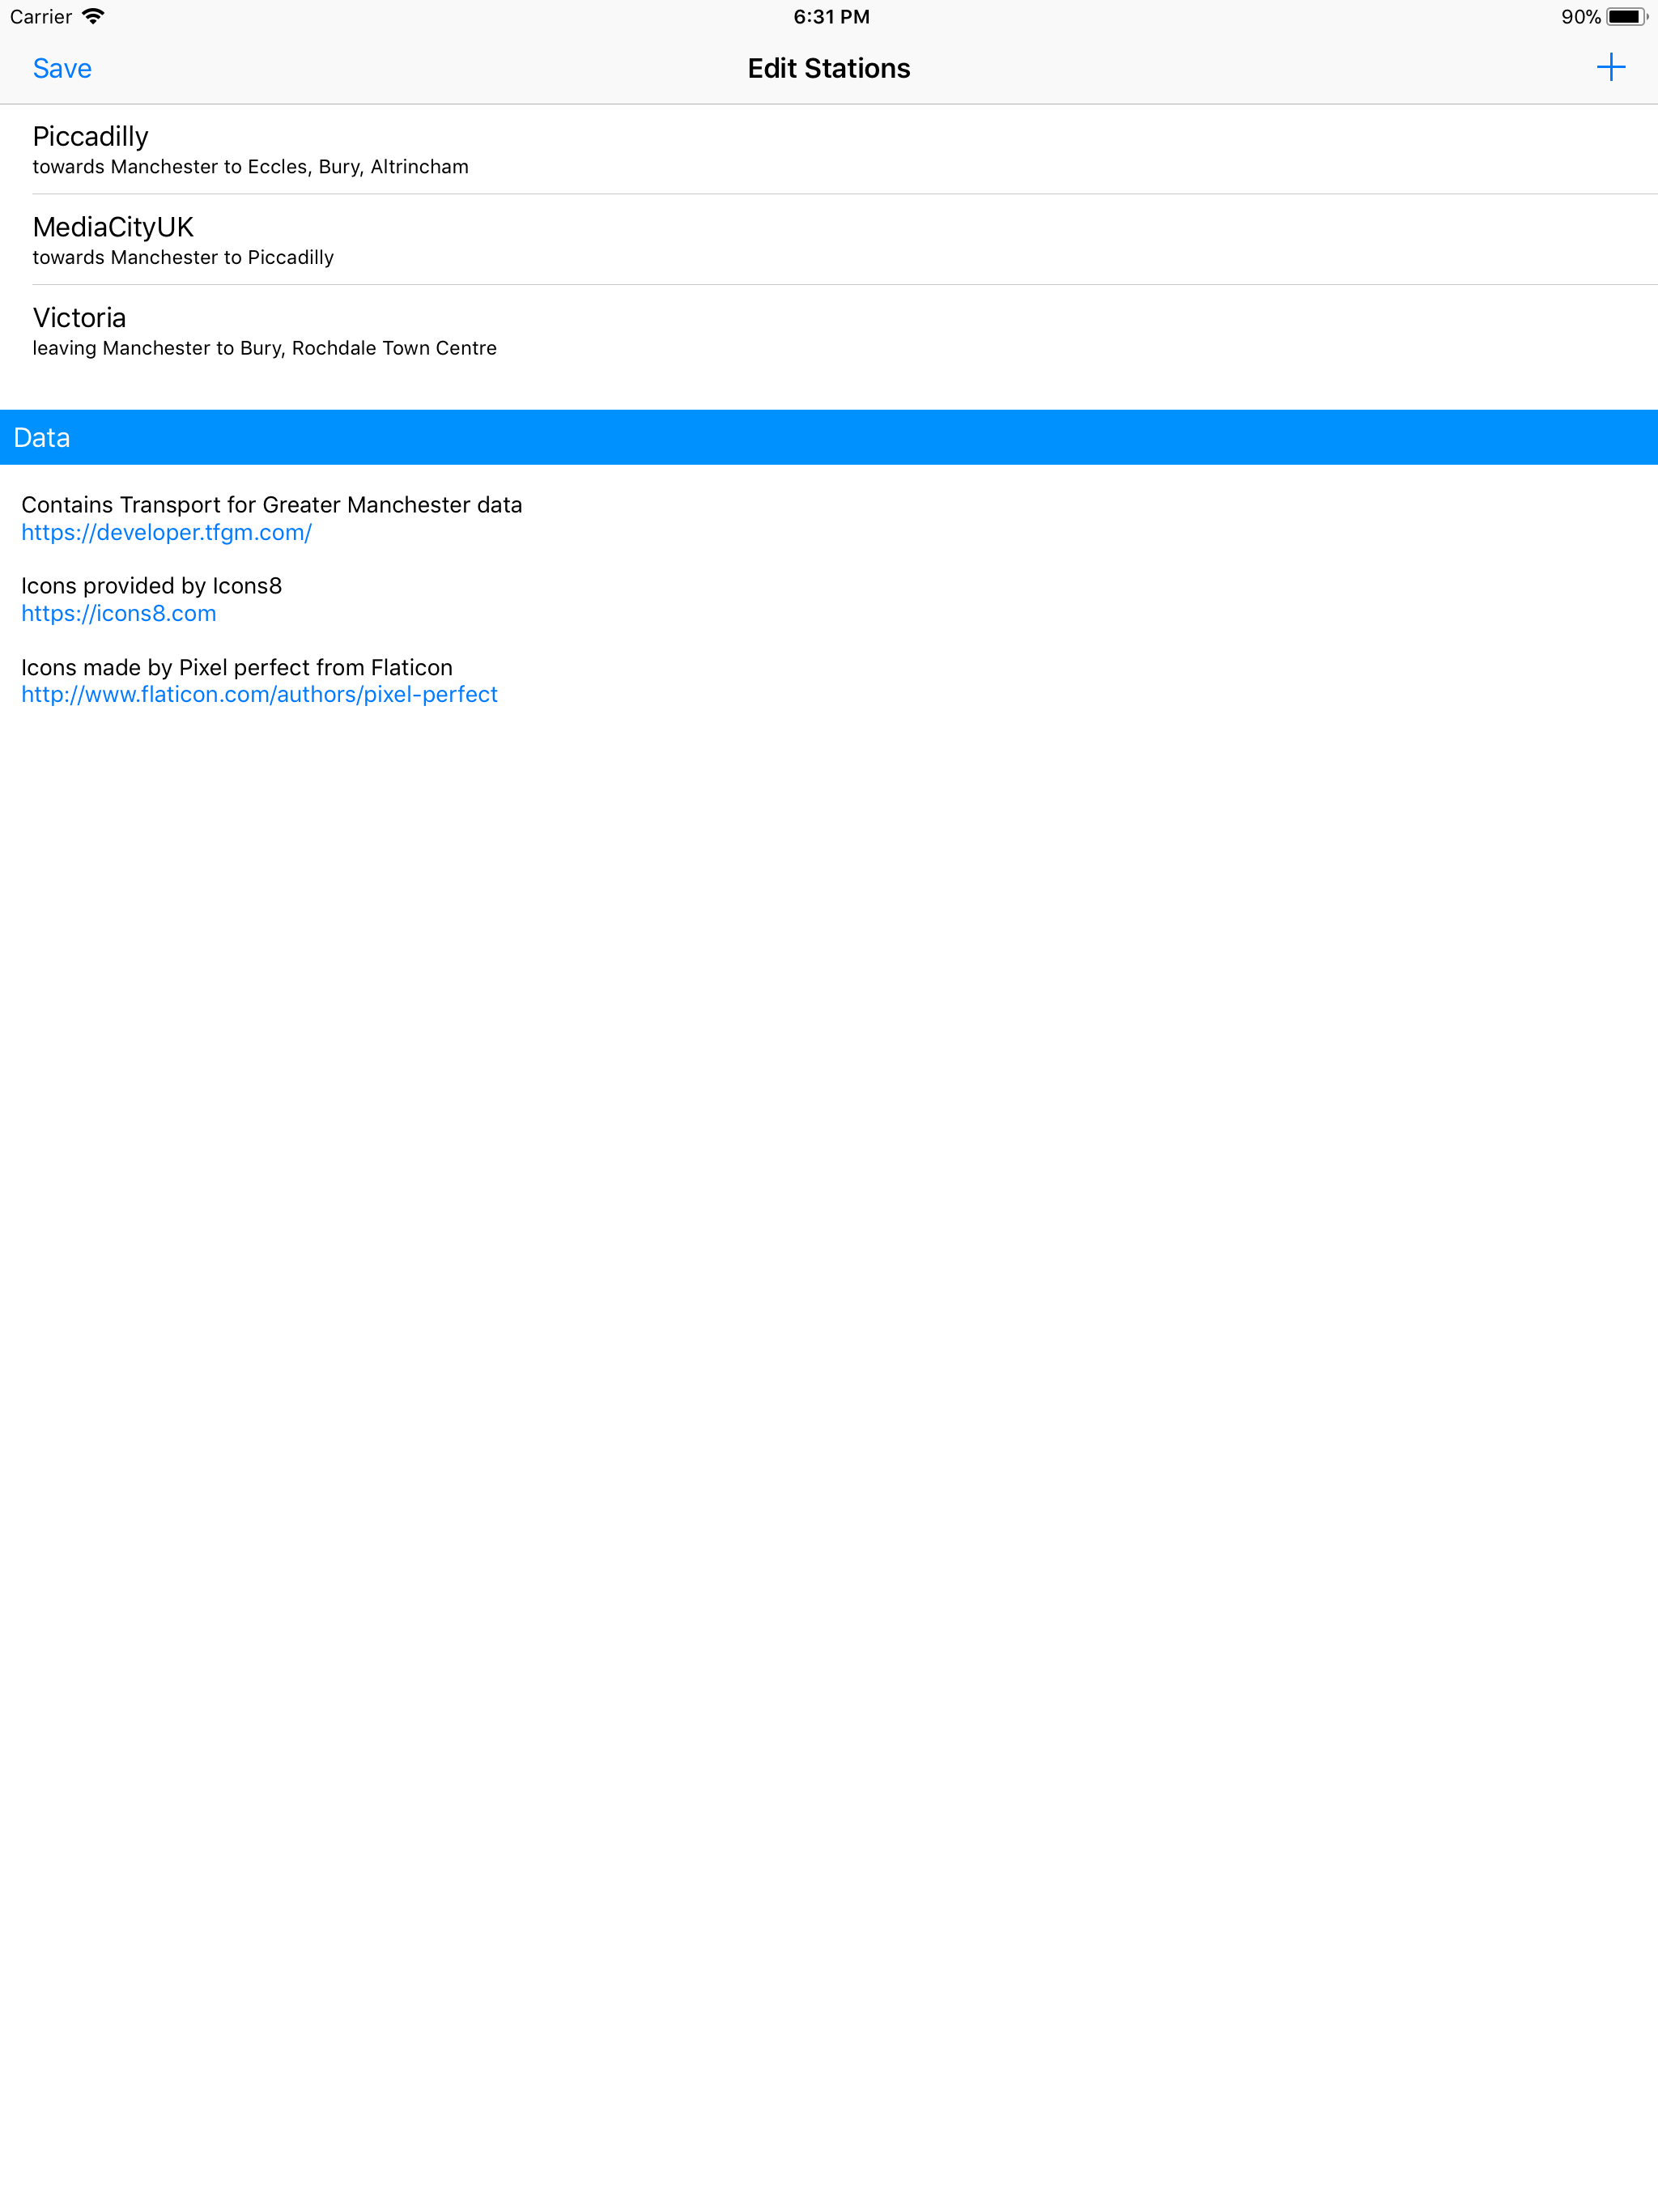 Carrier 6:31 PM 90%
Save Edit Stations +
Piccadilly
towards Manchester to Eccles, Bury, Altrincham
MediaCityUK
towards Manchester to Piccadilly
Victoria
leaving Manchester to Bury, Rochdale Town Centre
Data
Contains Transport for Greater Manchester data
https://developer.tfgm.com/
Icons provided by Icons8
https://icons8.com
Icons made by Pixel perfect from Flaticon
http://www.flaticon.com/authors/pixel-perfect